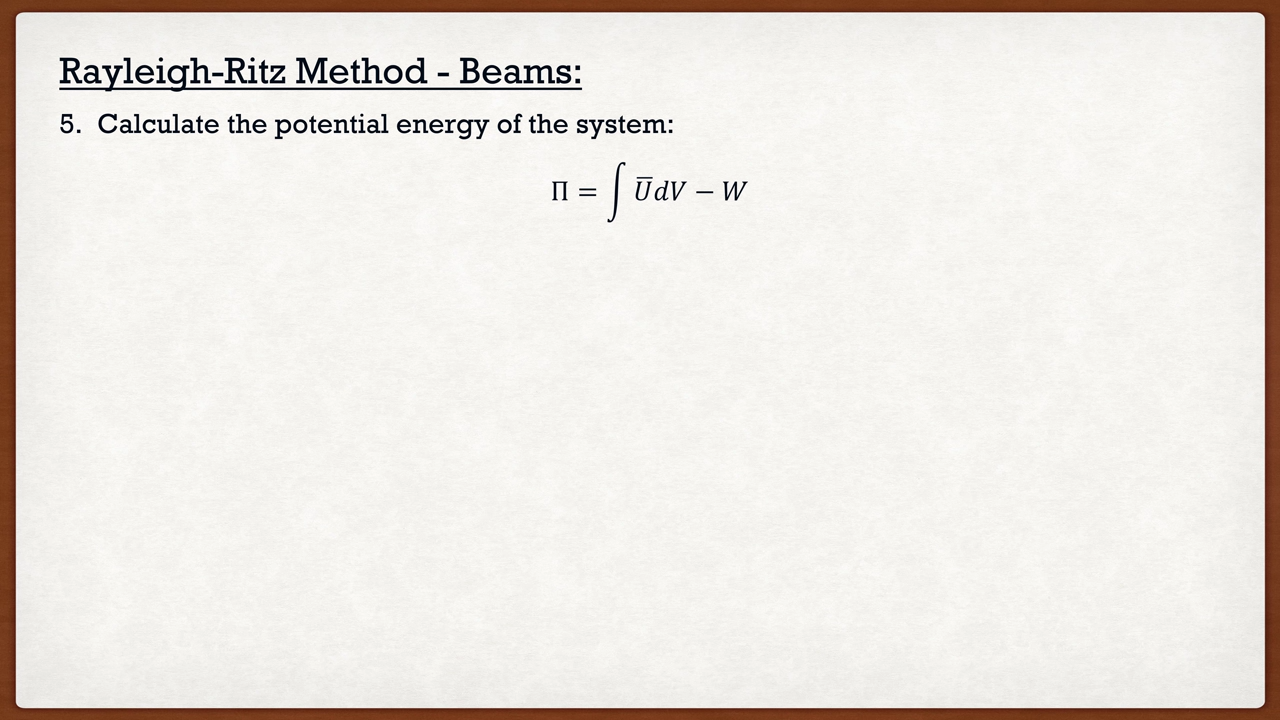 Rayleigh-Ritz Method - Beams:
5. Calculate the potential energy of the system:
Π = ∫ U̅dV − W